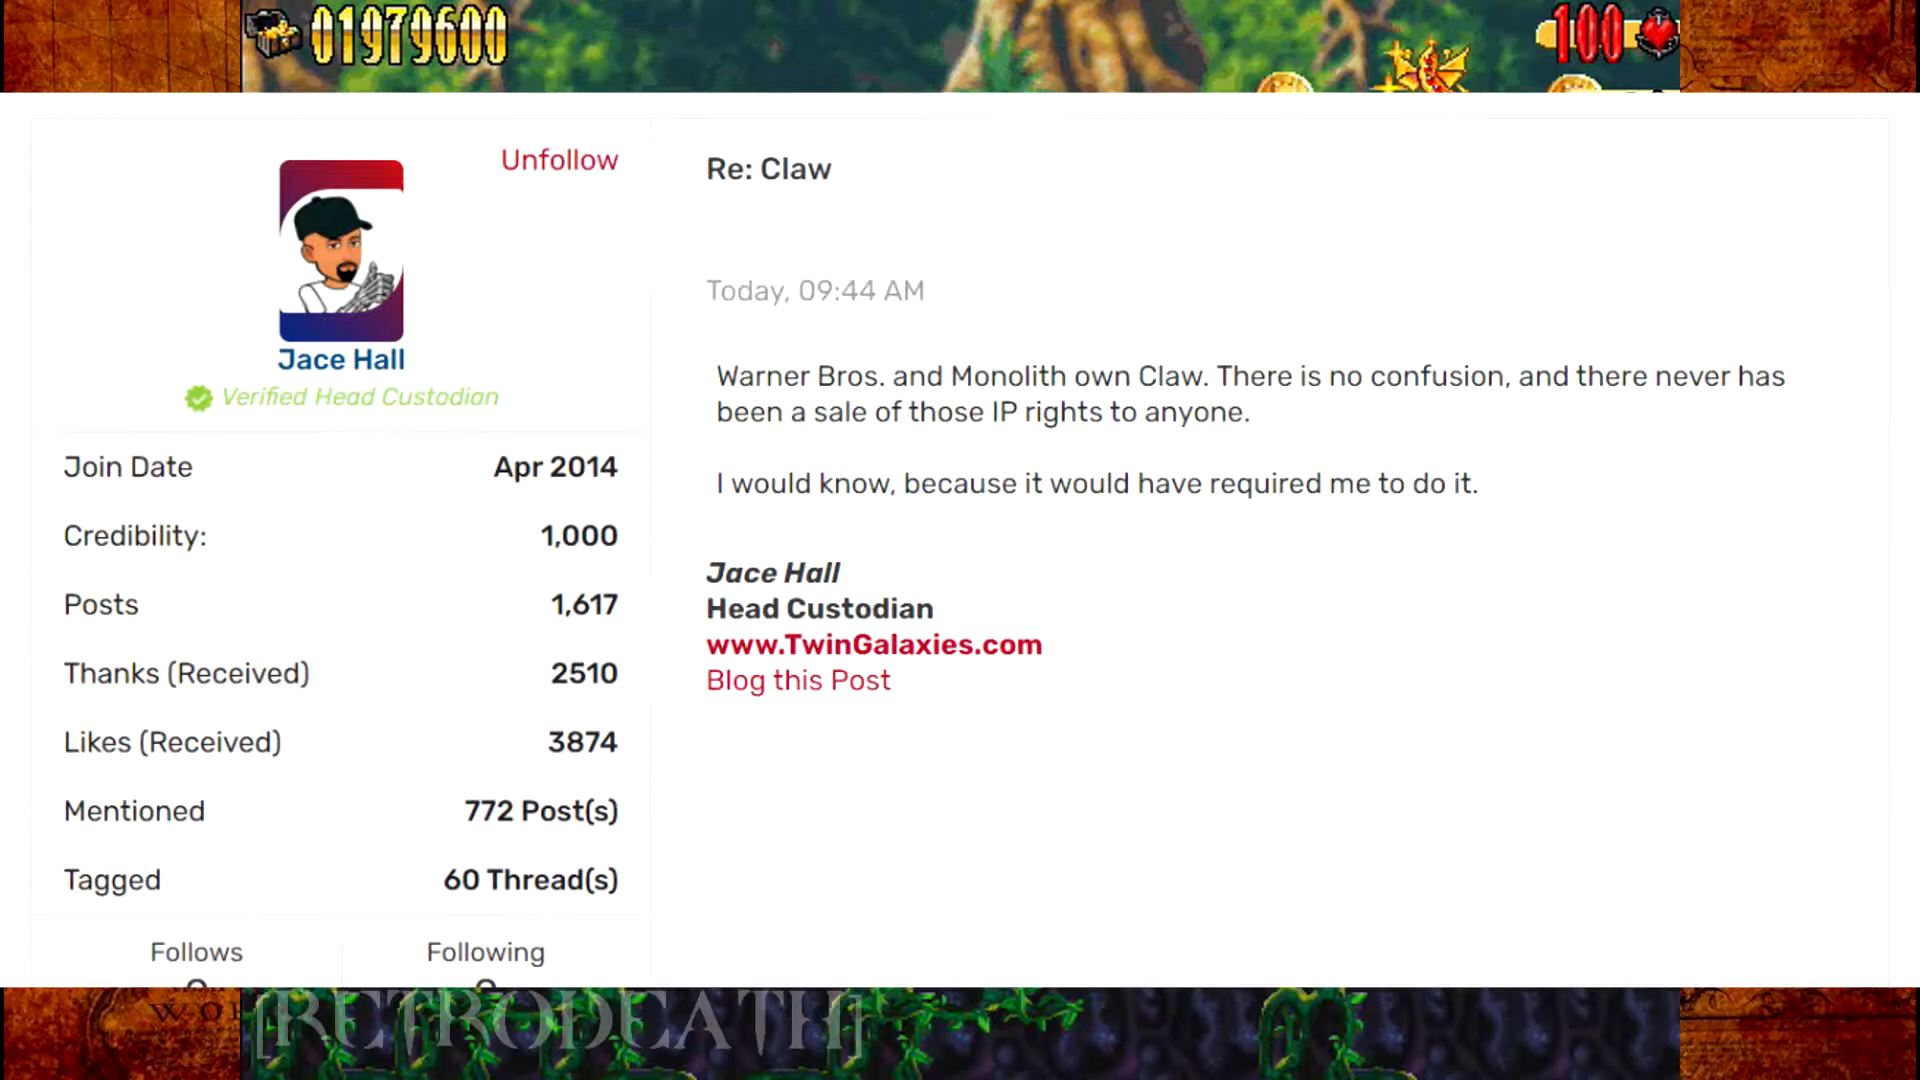 01979600
100
Unfollow
Jace Hall
Verified Head Custodian
Join Date Apr 2014
Credibility: 1,000
Posts 1,617
Thanks (Received) 2510
Likes (Received) 3874
Mentioned 772 Post(s)
Tagged 60 Thread(s)
Follows Following
Re: Claw
Today, 09:44 AM
Warner Bros. and Monolith own Claw. There is no confusion, and there never has
been a sale of those IP rights to anyone.
I would know, because it would have required me to do it.
Jace Hall
Head Custodian
www.TwinGalaxies.com
Blog this Post
[RETRODEATH]